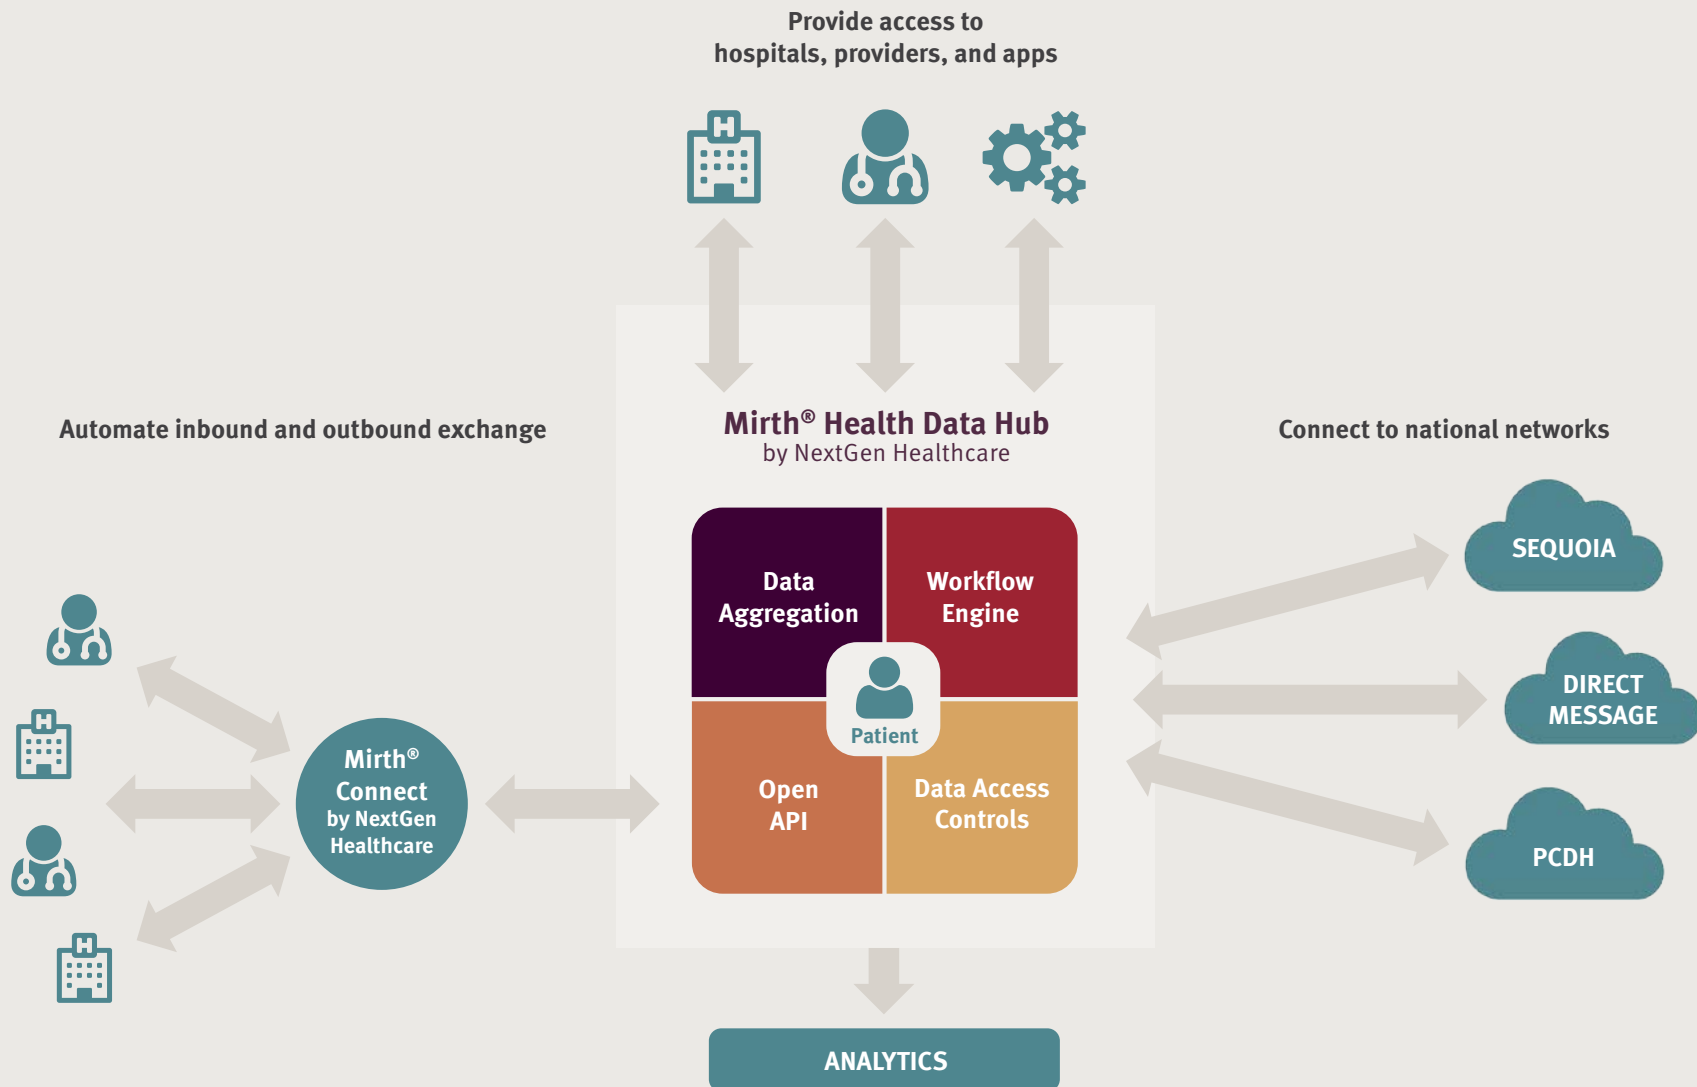 Provide access to
hospitals, providers, and apps
Automate inbound and outbound exchange
Mirth® Health Data Hub
by NextGen Healthcare
Connect to national networks
Data
Aggregation
Workflow
Engine
Patient
Open
API
Data Access
Controls
Mirth®
Connect
by NextGen
Healthcare
SEQUOIA
DIRECT
MESSAGE
PCDH
ANALYTICS
H
H
H